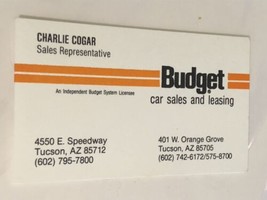 CHARLIE COGAR
Sales Representative
Budget
An Independent Budget System Licensee
car sales and leasing
4550 E. Speedway
Tucson, AZ 85712
(602) 795-7800
401 W. Orange Grove
Tucson, AZ 85705
(602) 742-6172/575-8700